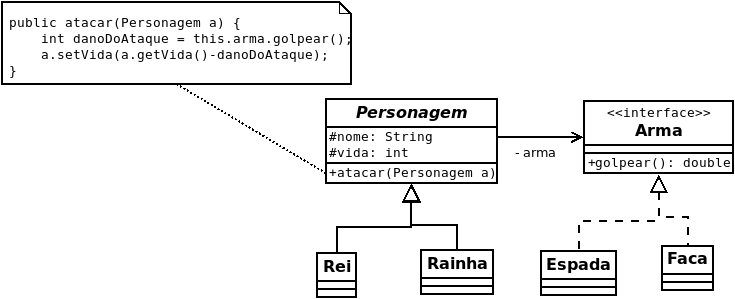 public atacar(Personagem a) {
    int danoDoAtaque = this.arma.golpear();
    a.setVida(a.getVida()-danoDoAtaque);
}
Personagem
#nome: String
#vida: int
+atacar(Personagem a)
- arma
<<interface>>
Arma
+golpear(): double
Rei
Rainha
Espada
Faca